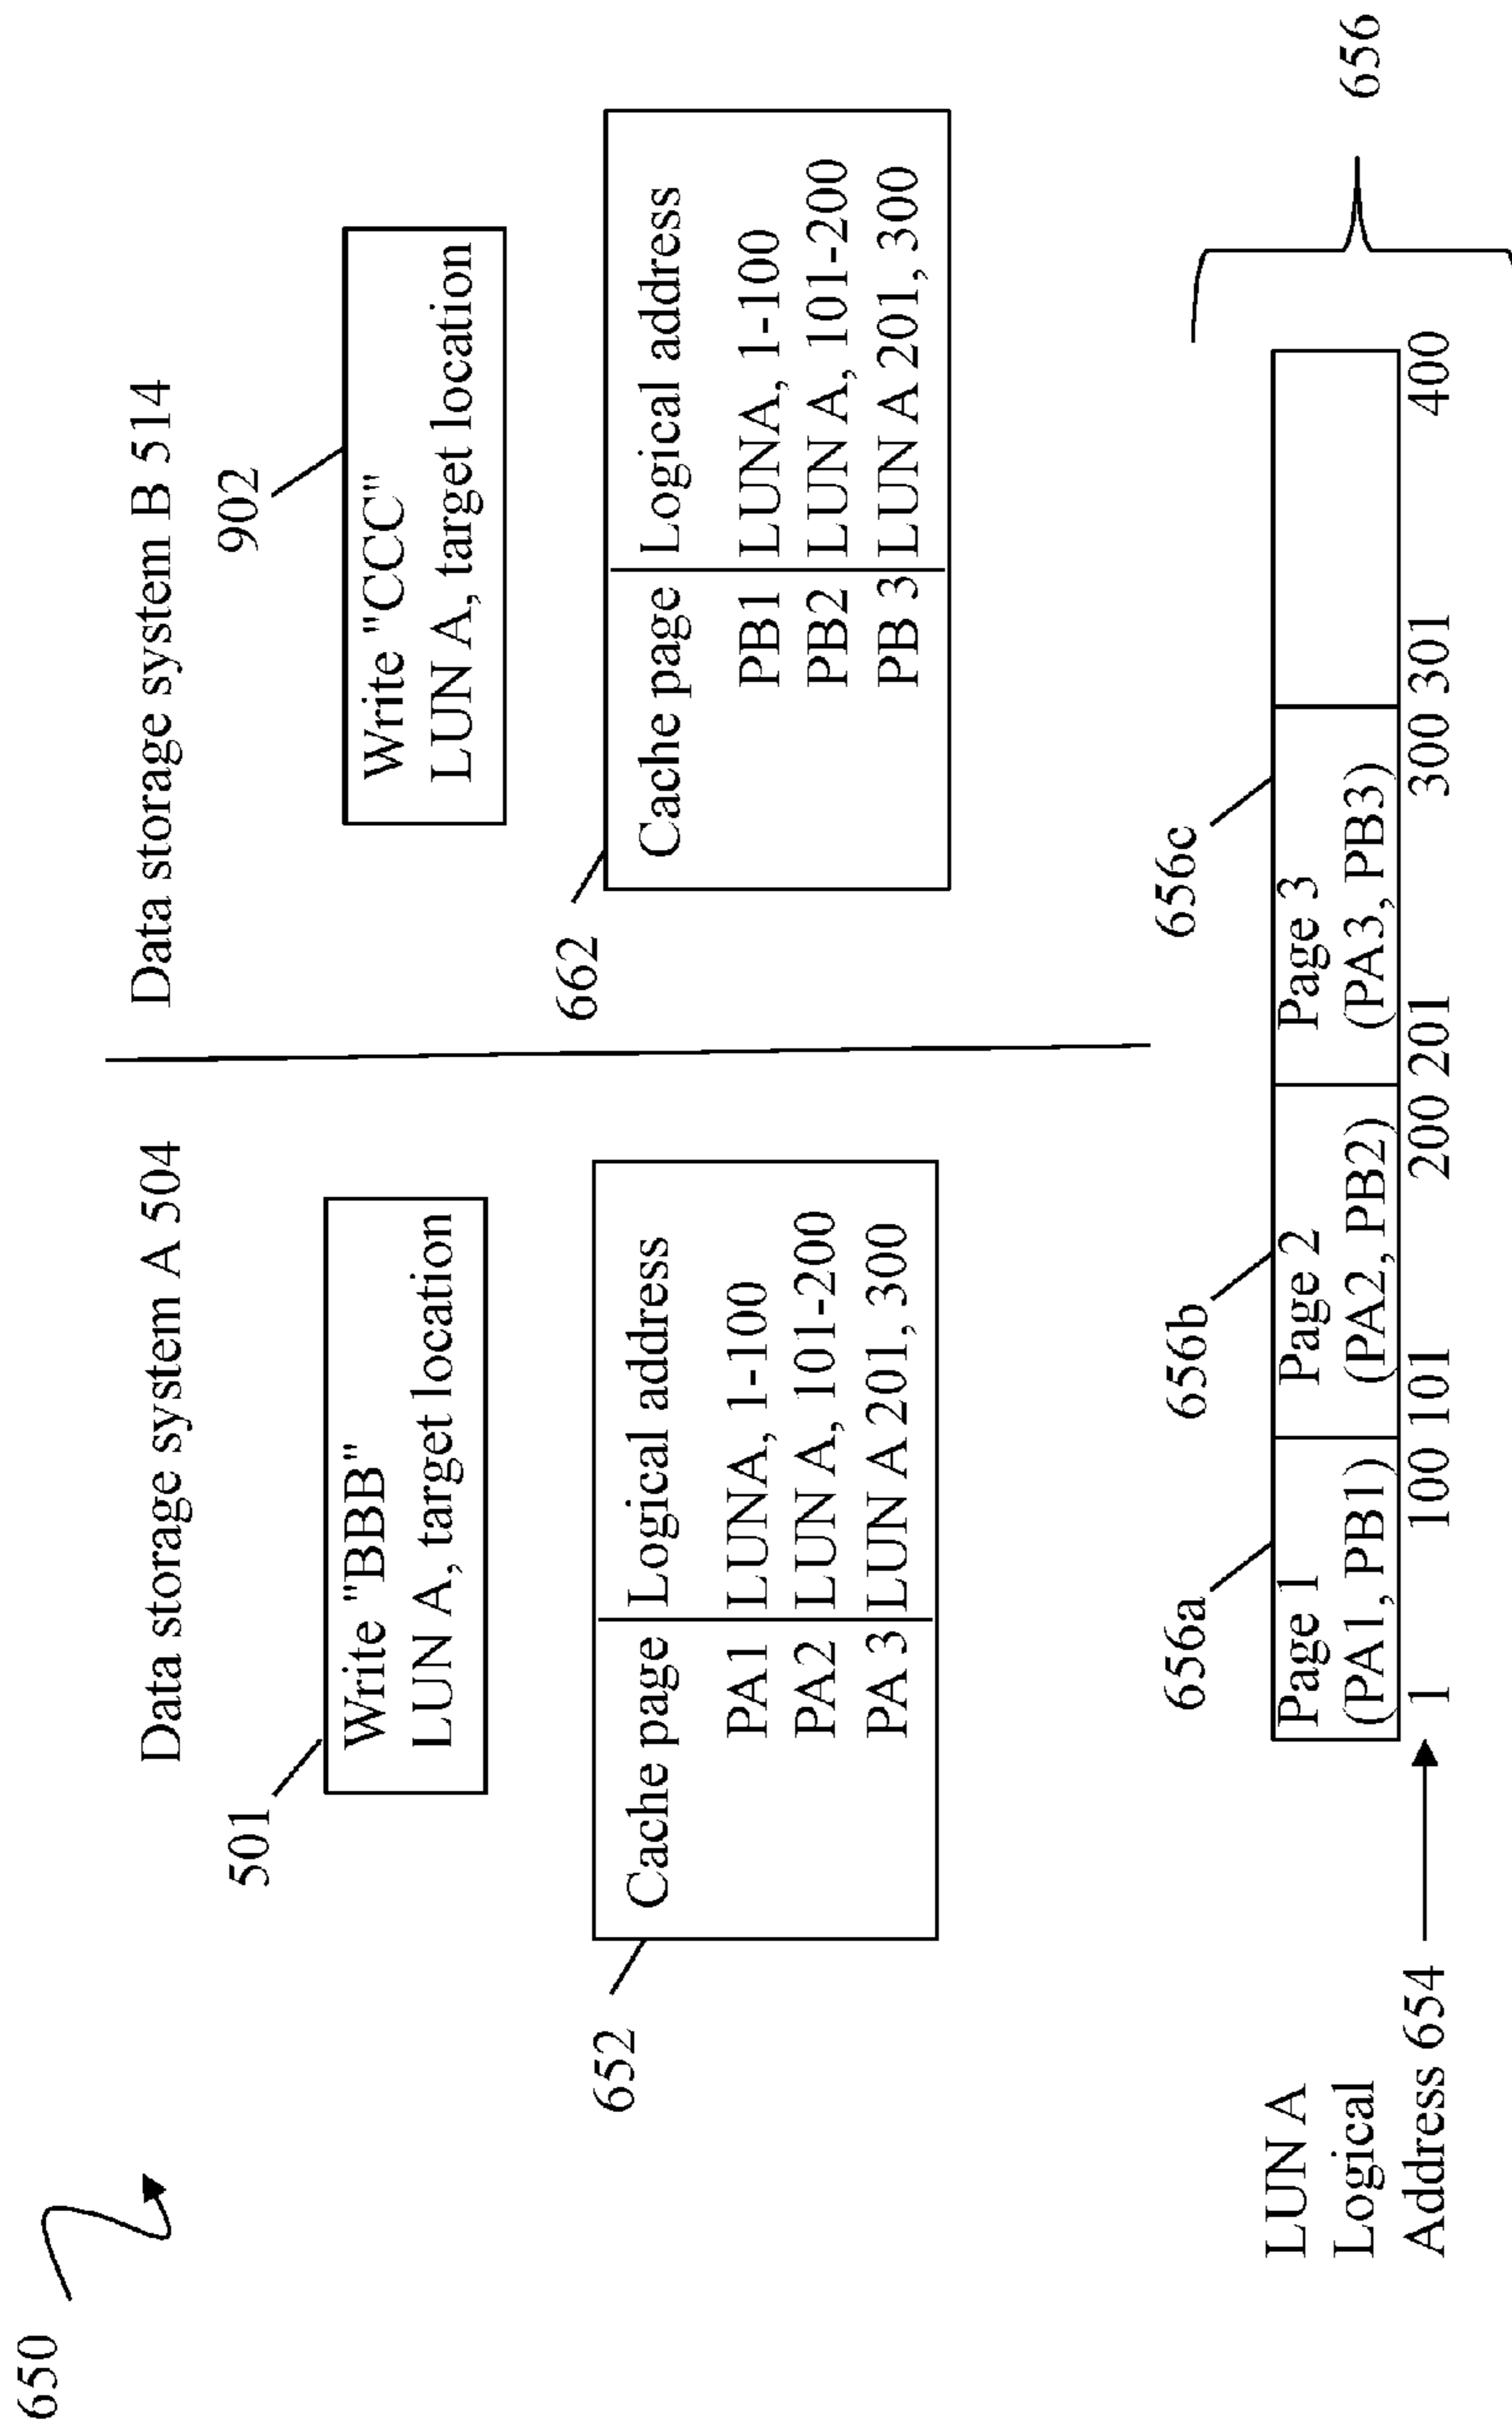 650
Data storage system A 504
Data storage system B 514
501
902
Write "BBB"
LUN A, target location
Write "CCC"
LUN A, target location
652
Cache page Logical address
PA1 LUNA, 1-100
PA2 LUN A, 101-200
PA 3 LUN A 201, 300
662
Cache page Logical address
PB1 LUNA, 1-100
PB2 LUN A, 101-200
PB 3 LUN A 201, 300
656a
656b
656c
656
Page 1
(PA1, PB1)
Page 2
(PA2, PB2)
Page 3
(PA3, PB3)
LUN A
Logical
Address 654
1 100 101 200 201 300 301 400